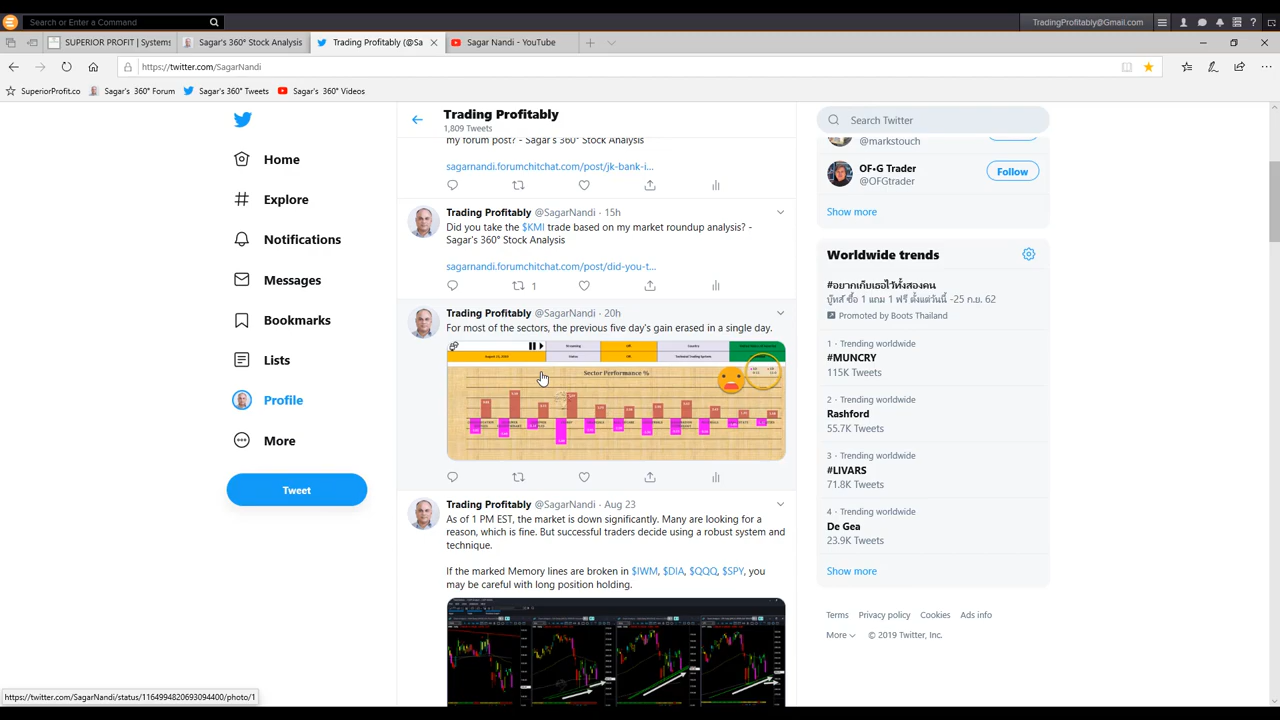 Search or Enter a Command
TradingProfitably@Gmail.com
SUPERIOR PROFIT | Systems
Sagar's 360° Stock Analysis
Trading Profitably (@Sa
Sagar Nandi - YouTube
https://twitter.com/SagarNandi
SuperiorProfit.co
Sagar's 360° Forum
Sagar's 360° Tweets
Sagar's 360° Videos
Home
Explore
Notifications
Messages
Bookmarks
Lists
Profile
More
Tweet
Trading Profitably
1,809 Tweets
my forum post? - Sagar's 360° Stock Analysis
sagarnandi.forumchitchat.com/post/jk-bank-i...
Trading Profitably @SagarNandi · 15h
Did you take the $KMI trade based on my market roundup analysis? -
Sagar's 360° Stock Analysis
sagarnandi.forumchitchat.com/post/did-you-t...
1
Trading Profitably @SagarNandi · 20h
For most of the sectors, the previous five day's gain erased in a single day.
Country
Status
Technical Trading System
Sector Performance %
Trading Profitably @SagarNandi · Aug 23
As of 1 PM EST, the market is down significantly. Many are looking for a
reason, which is fine. But successful traders decide using a robust system and
technique.
If the marked Memory lines are broken in $IWM, $DIA, $QQQ, $SPY, you
may be careful with long position holding.
Search Twitter
@markstouch
OF-G Trader
@OFGtrader
Follow
Show more
Worldwide trends
#อยากเก็บเธอไว้ทั้งสองคน
บู๊ทส์ ซื้อ 1 แถม 1 ฟรี ตั้งแต่วันนี้ -25 ก.ย. 62
Promoted by Boots Thailand
1 · Trending worldwide
#MUNCRY
115K Tweets
2 · Trending worldwide
Rashford
55.7K Tweets
3 · Trending worldwide
#LIVARS
71.8K Tweets
4 · Trending worldwide
De Gea
23.9K Tweets
Show more
Terms Privacy policy Cookies Ads info
More © 2019 Twitter, Inc.
https://twitter.com/SagarNandi/status/1164994820693094400/photo/1